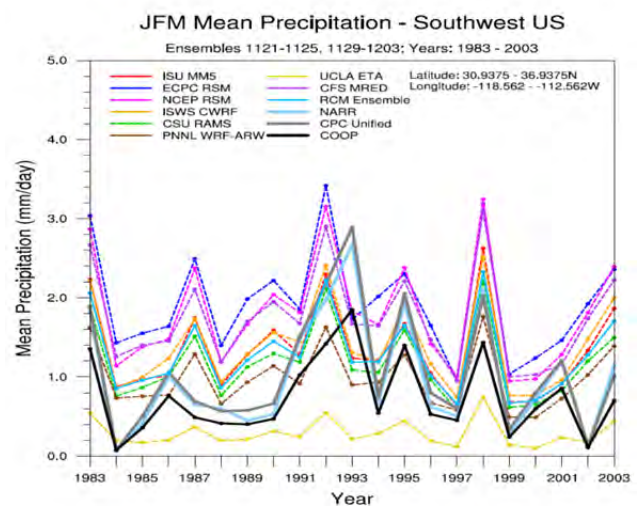 JFM Mean Precipitation - Southwest US
Ensembles 1121-1125, 1129-1203; Years: 1983 - 2003
ISU MM5
ECPC RSM
NCEP RSM
ISWS CWRF
CSU RAMS
PNNL WRF-ARW
UCLA ETA
CFS MRED
RCM Ensemble
NARR
CPC Unified
COOP
Latitude: 30.9375 - 36.9375N
Longitude: -118.562 - -112.562W
Mean Precipitation (mm/day)
5.0
4.0
3.0
2.0
1.0
0.0
1983 1985 1987 1989 1991 1993 1995 1997 1999 2001 2003
Year